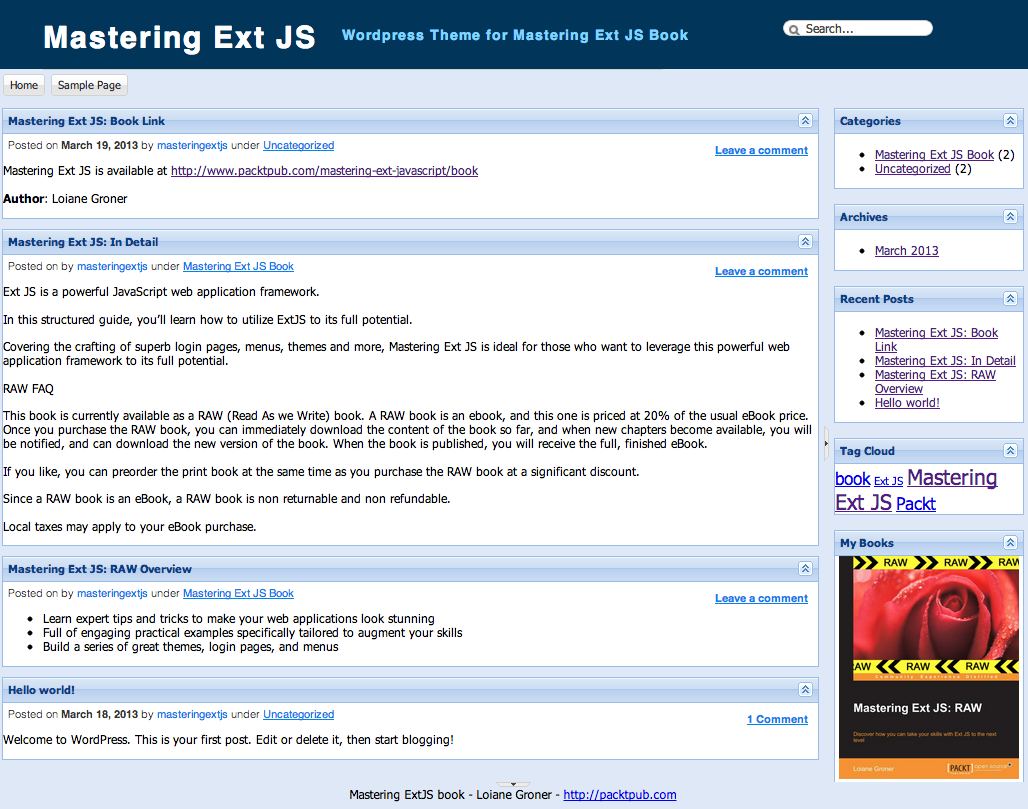 Mastering Ext JS
Wordpress Theme for Mastering Ext JS Book
Search...
Home
Sample Page
Mastering Ext JS: Book Link
Posted on March 19, 2013 by masteringextjs under Uncategorized
Leave a comment
Mastering Ext JS is available at http://www.packtpub.com/mastering-ext-javascript/book
Author: Loiane Groner
Mastering Ext JS: In Detail
Posted on by masteringextjs under Mastering Ext JS Book
Leave a comment
Ext JS is a powerful JavaScript web application framework.
In this structured guide, you’ll learn how to utilize ExtJS to its full potential.
Covering the crafting of superb login pages, menus, themes and more, Mastering Ext JS is ideal for those who want to leverage this powerful web
application framework to its full potential.
RAW FAQ
This book is currently available as a RAW (Read As we Write) book. A RAW book is an ebook, and this one is priced at 20% of the usual eBook price.
Once you purchase the RAW book, you can immediately download the content of the book so far, and when new chapters become available, you will
be notified, and can download the new version of the book. When the book is published, you will receive the full, finished eBook.
If you like, you can preorder the print book at the same time as you purchase the RAW book at a significant discount.
Since a RAW book is an eBook, a RAW book is non returnable and non refundable.
Local taxes may apply to your eBook purchase.
Mastering Ext JS: RAW Overview
Posted on by masteringextjs under Mastering Ext JS Book
Leave a comment
Learn expert tips and tricks to make your web applications look stunning
Full of engaging practical examples specifically tailored to augment your skills
Build a series of great themes, login pages, and menus
Hello world!
Posted on March 18, 2013 by masteringextjs under Uncategorized
1 Comment
Welcome to WordPress. This is your first post. Edit or delete it, then start blogging!
Categories
Mastering Ext JS Book (2)
Uncategorized (2)
Archives
March 2013
Recent Posts
Mastering Ext JS: Book
Link
Mastering Ext JS: In Detail
Mastering Ext JS: RAW
Overview
Hello world!
Tag Cloud
book Ext JS Mastering
Ext JS Packt
My Books
RAW RAW RAW
RAW RAW RAW
Community Experience Distilled
Mastering Ext JS: RAW
Discover how you can take your skills with Ext JS to the next
level
Loiane Groner
[PACKT] open source
Mastering ExtJS book - Loiane Groner - http://packtpub.com